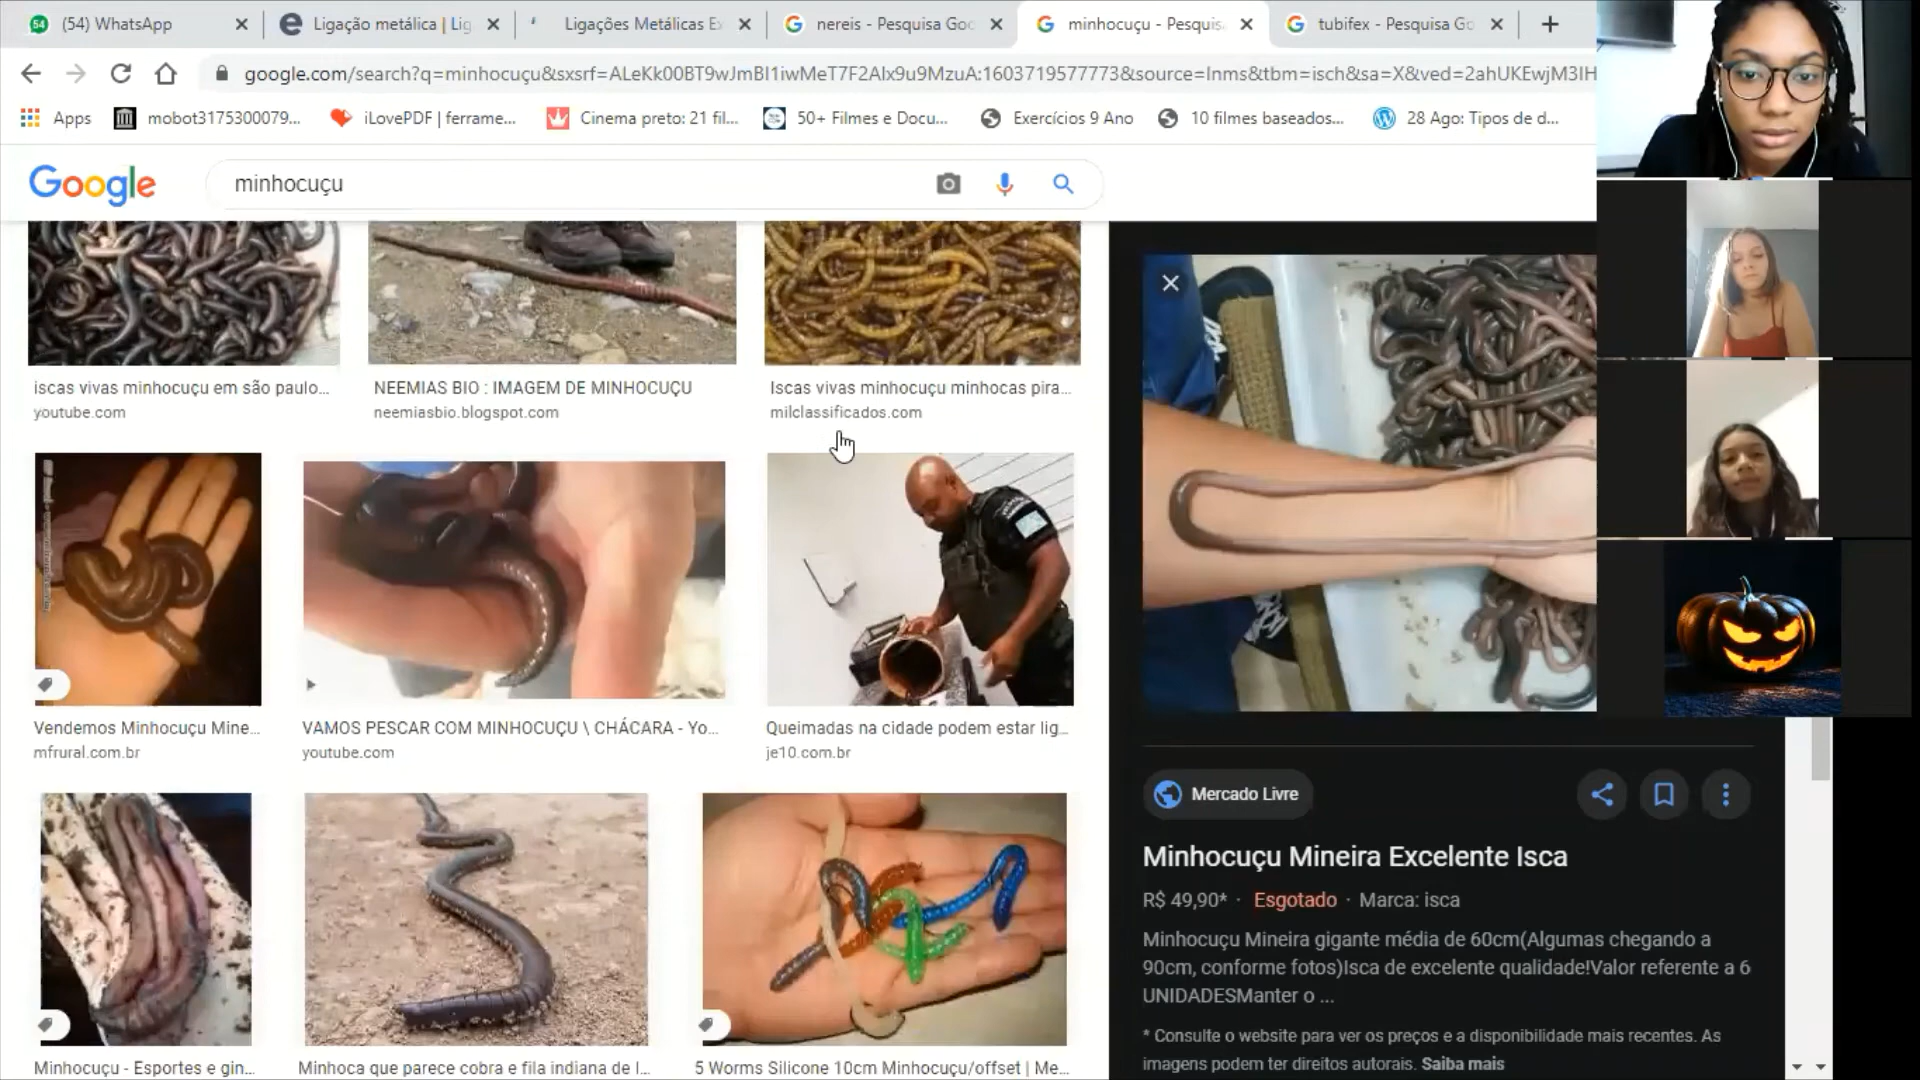 (54) WhatsApp
Ligação metálica | Lig
Ligações Metálicas Ex
nereis - Pesquisa Goo
minhocuçu - Pesquis
tubifex - Pesquisa Go
google.com/search?q=minhocuçu&sxsrf=ALeKk00BT9wJmBI1iwMeT7F2Alx9u9MzuA:1603719577773&source=lnms&tbm=isch&sa=X&ved=2ahUKEwjM3IH
Apps
mobot3175300079...
iLovePDF | ferrame...
Cinema preto: 21 fil...
50+ Filmes e Docu...
Exercícios 9 Ano
10 filmes baseados...
28 Ago: Tipos de d...
Google
minhocuçu
iscas vivas minhocuçu em são paulo...
youtube.com
NEEMIAS BIO : IMAGEM DE MINHOCUÇU
neemiasbio.blogspot.com
Iscas vivas minhocuçu minhocas pira...
milclassificados.com
Vendemos Minhocuçu Mine...
mfrural.com.br
VAMOS PESCAR COM MINHOCUÇU \ CHÁCARA - Yo...
youtube.com
Queimadas na cidade podem estar lig...
je10.com.br
Minhocuçu - Esportes e gin...
Minhoca que parece cobra e fila indiana de l...
5 Worms Silicone 10cm Minhocuçu/offset | Me...
Mercado Livre
Minhocuçu Mineira Excelente Isca
R$ 49,90* · Esgotado · Marca: isca
Minhocuçu Mineira gigante média de 60cm(Algumas chegando a
90cm, conforme fotos)Isca de excelente qualidade!Valor referente a 6
UNIDADESManter o ...
* Consulte o website para ver os preços e a disponibilidade mais recentes. As
imagens podem ter direitos autorais. Saiba mais